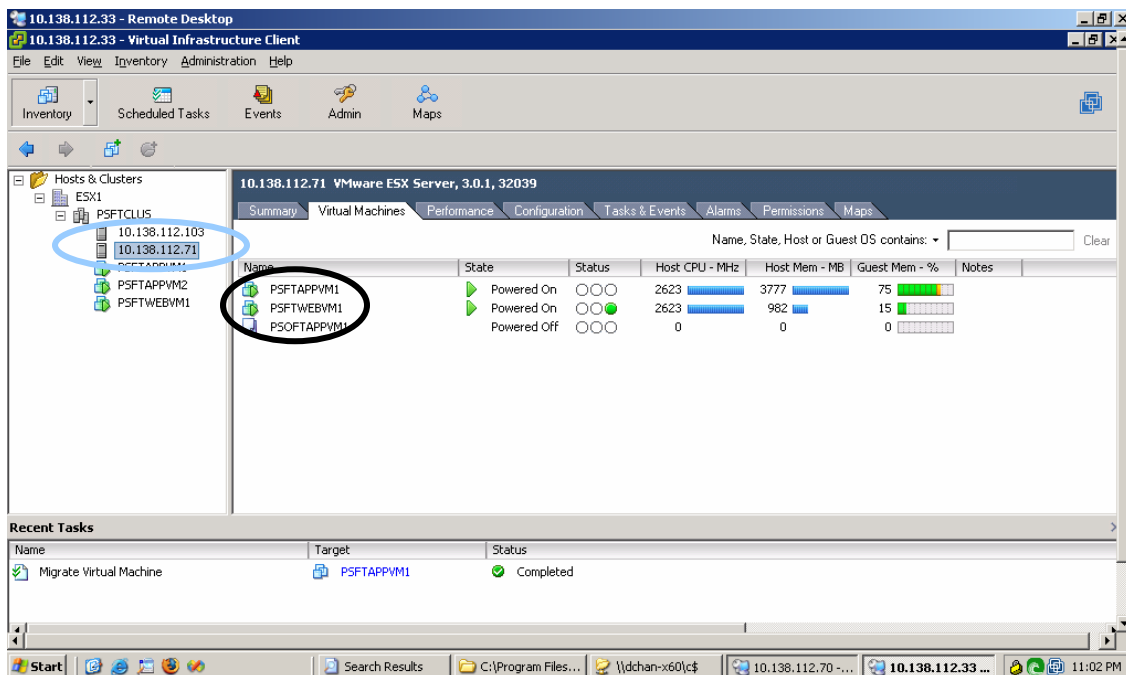 10.138.112.33 - Remote Desktop
10.138.112.33 - Virtual Infrastructure Client
File Edit View Inventory Administration Help
Inventory Scheduled Tasks Events Admin Maps
Hosts & Clusters
ESX1
PSFTCLUS
10.138.112.103
10.138.112.71
PSFTAPPVM1
PSFTAPPVM2
PSFTWEBVM1
10.138.112.71 VMware ESX Server, 3.0.1, 32039
Summary Virtual Machines Performance Configuration Tasks & Events Alarms Permissions Maps
Name, State, Host or Guest OS contains: Clear
Name State Status Host CPU - MHz Host Mem - MB Guest Mem - % Notes
PSFTAPPVM1 Powered On 2623 3777 75
PSFTWEBVM1 Powered On 2623 982 15
PSOFTAPPVM1 Powered Off 0 0 0
Recent Tasks
Name Target Status
Migrate Virtual Machine PSFTAPPVM1 Completed
Start Search Results C:\Program Files... \\dchan-x60\c$ 10.138.112.70 -... 10.138.112.33 ... 11:02 PM